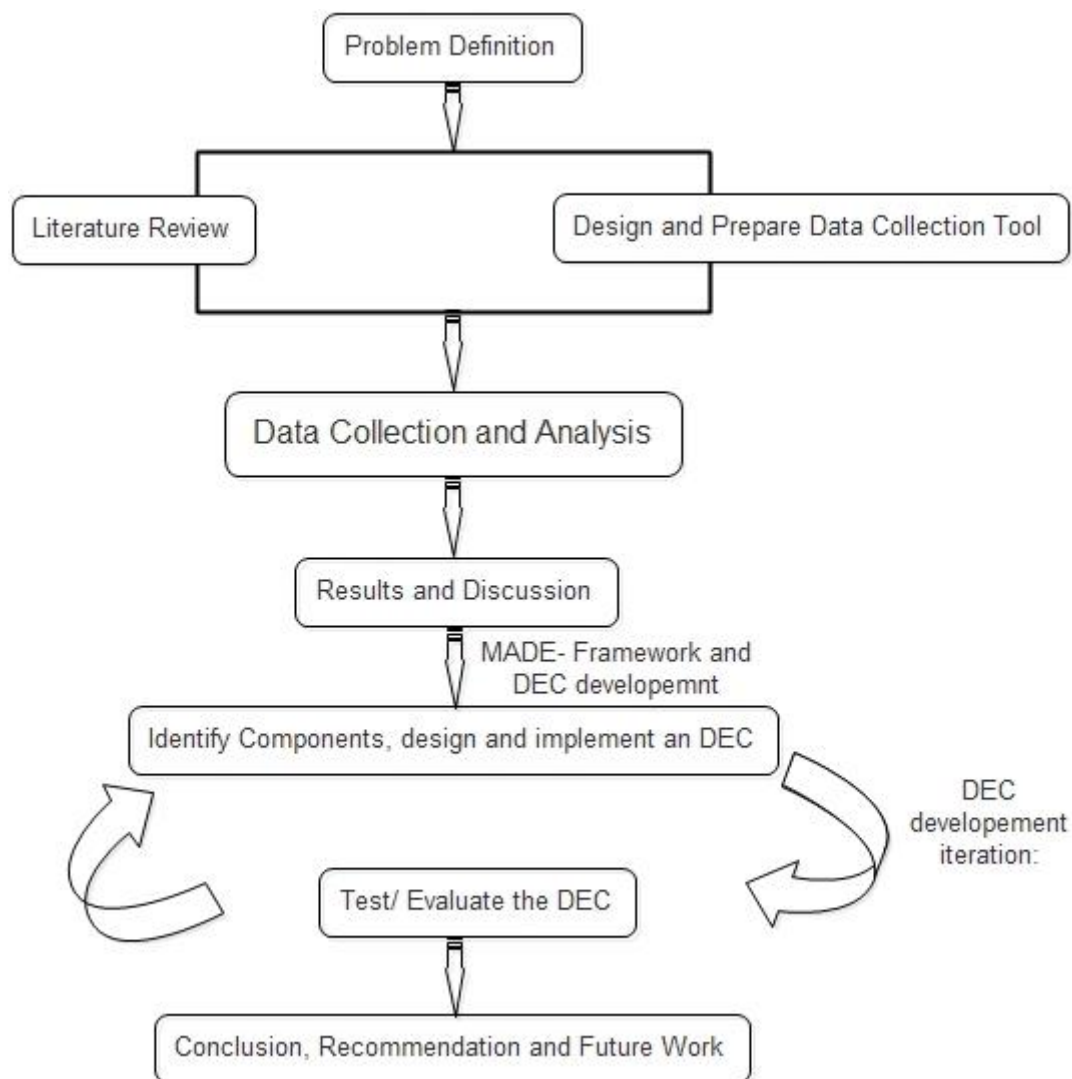 Problem Definition
Literature Review
Design and Prepare Data Collection Tool
Data Collection and Analysis
Results and Discussion
MADE- Framework and
DEC developemnt
Identify Components, design and implement an DEC
DEC
developement
iteration:
Test/ Evaluate the DEC
Conclusion, Recommendation and Future Work